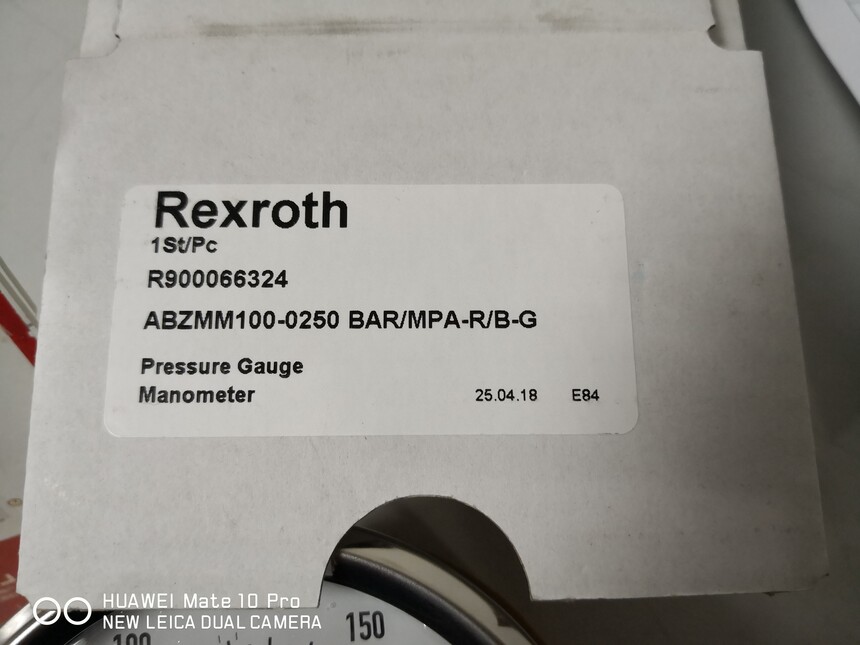 Rexroth
1St/Pc
R900066324
ABZMM100-0250 BAR/MPA-R/B-G
Pressure Gauge
Manometer 25.04.18 E84
100 150
HUAWEI Mate 10 Pro
NEW LEICA DUAL CAMERA